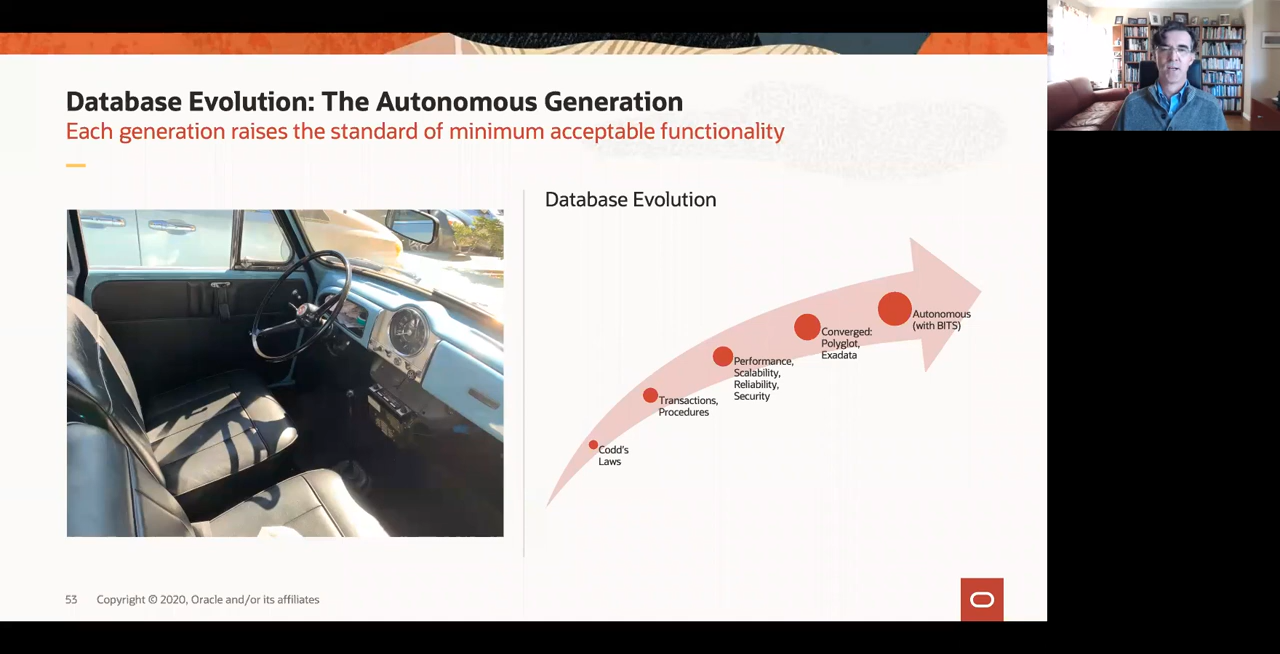 Database Evolution: The Autonomous Generation
Each generation raises the standard of minimum acceptable functionality
Database Evolution
Autonomous
(with BITS)
Converged:
Polyglot,
Exadata
Performance,
Scalability,
Reliability,
Security
Transactions,
Procedures
Codd's
Laws
53 Copyright © 2020, Oracle and/or its affiliates